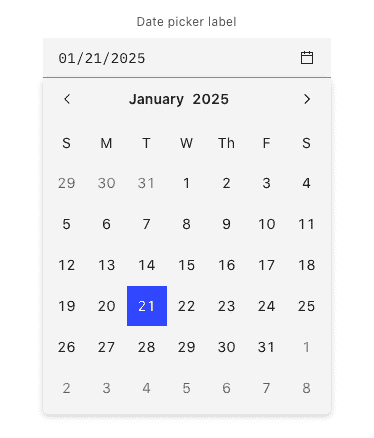 Date picker label
01/21/2025
January 2025
S M T W Th F S
29 30 31 1 2 3 4
5 6 7 8 9 10 11
12 13 14 15 16 17 18
19 20 21 22 23 24 25
26 27 28 29 30 31 1
2 3 4 5 6 7 8